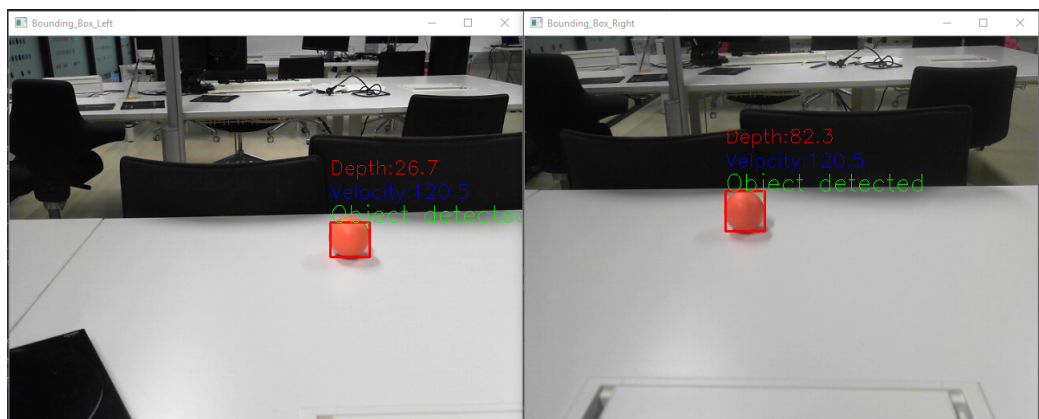 Bounding_Box_Left
Depth:26.7
Velocity:120.5
Object detected
Bounding_Box_Right
Depth:82.3
Velocity:120.5
Object detected